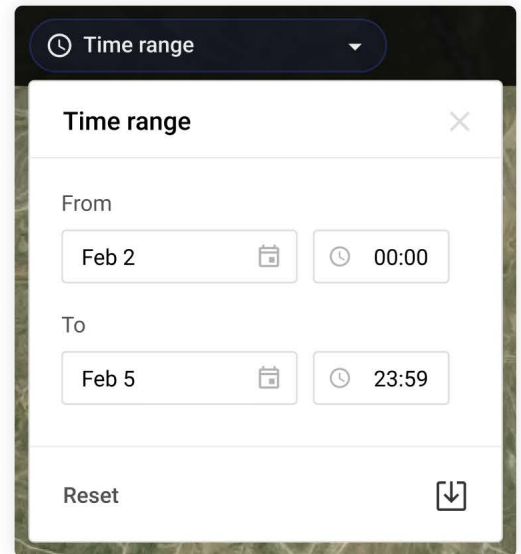 Time range
Time range
From
Feb 2 00:00
To
Feb 5 23:59
Reset